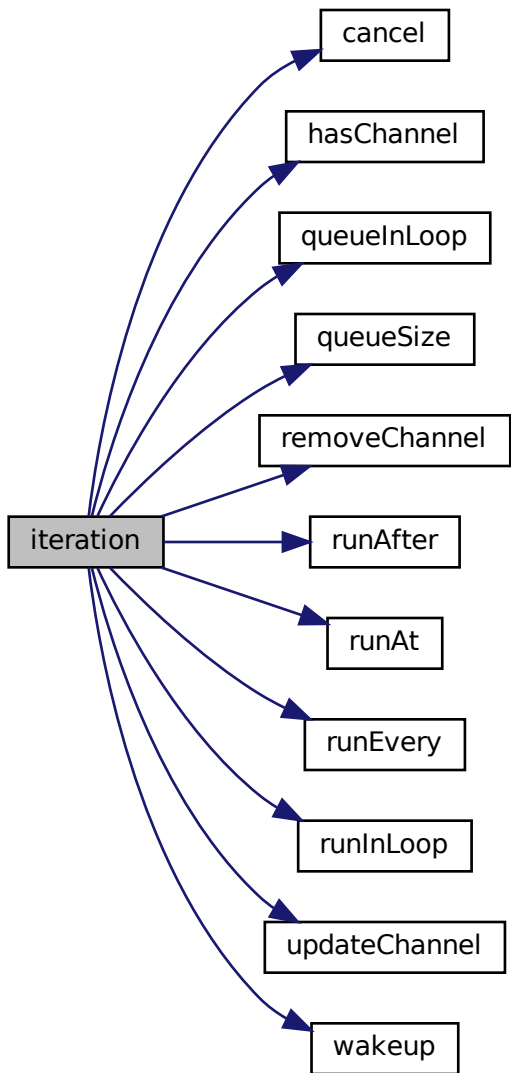 cancel
hasChannel
queueInLoop
queueSize
removeChannel
iteration
runAfter
runAt
runEvery
runInLoop
updateChannel
wakeup